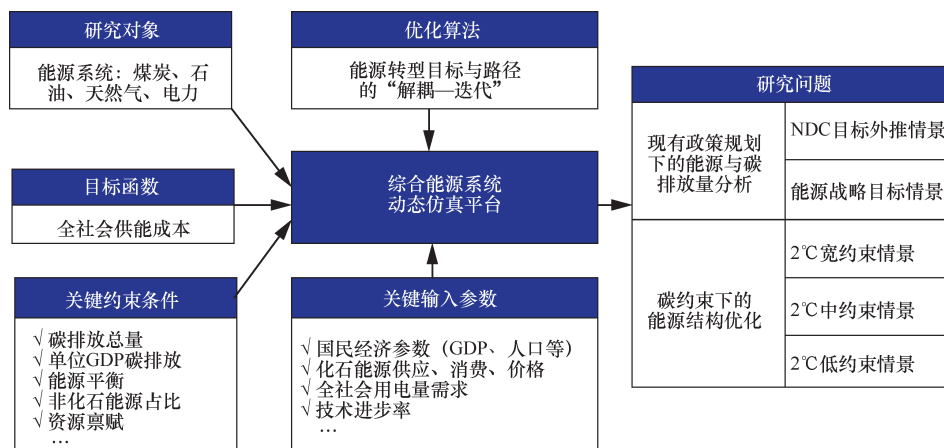 研究对象
能源系统：煤炭、石
油、天然气、电力
优化算法
能源转型目标与路径
的“解耦—迭代”
目标函数
全社会供能成本
综合能源系统
动态仿真平台
关键约束条件
√ 碳排放总量
√ 单位GDP碳排放
√ 能源平衡
√ 非化石能源占比
√ 资源禀赋
…
关键输入参数
√ 国民经济参数（GDP、人口等）
√ 化石能源供应、消费、价格
√ 全社会用电量需求
√ 技术进步率
…
研究问题
现有政策规划
下的能源与碳
排放量分析
NDC目标外推情景
能源战略目标情景
碳约束下的
能源结构优化
2℃宽约束情景
2℃中约束情景
2℃低约束情景